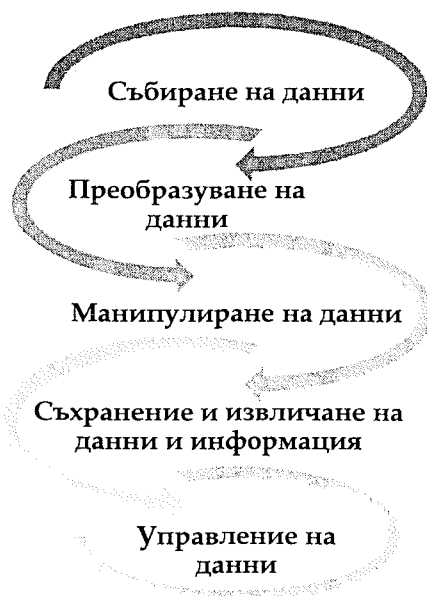 Събиране на данни
Преобразуване на
данни
Манипулиране на данни
Съхранение и извличане на
данни и информация
Управление на
данни